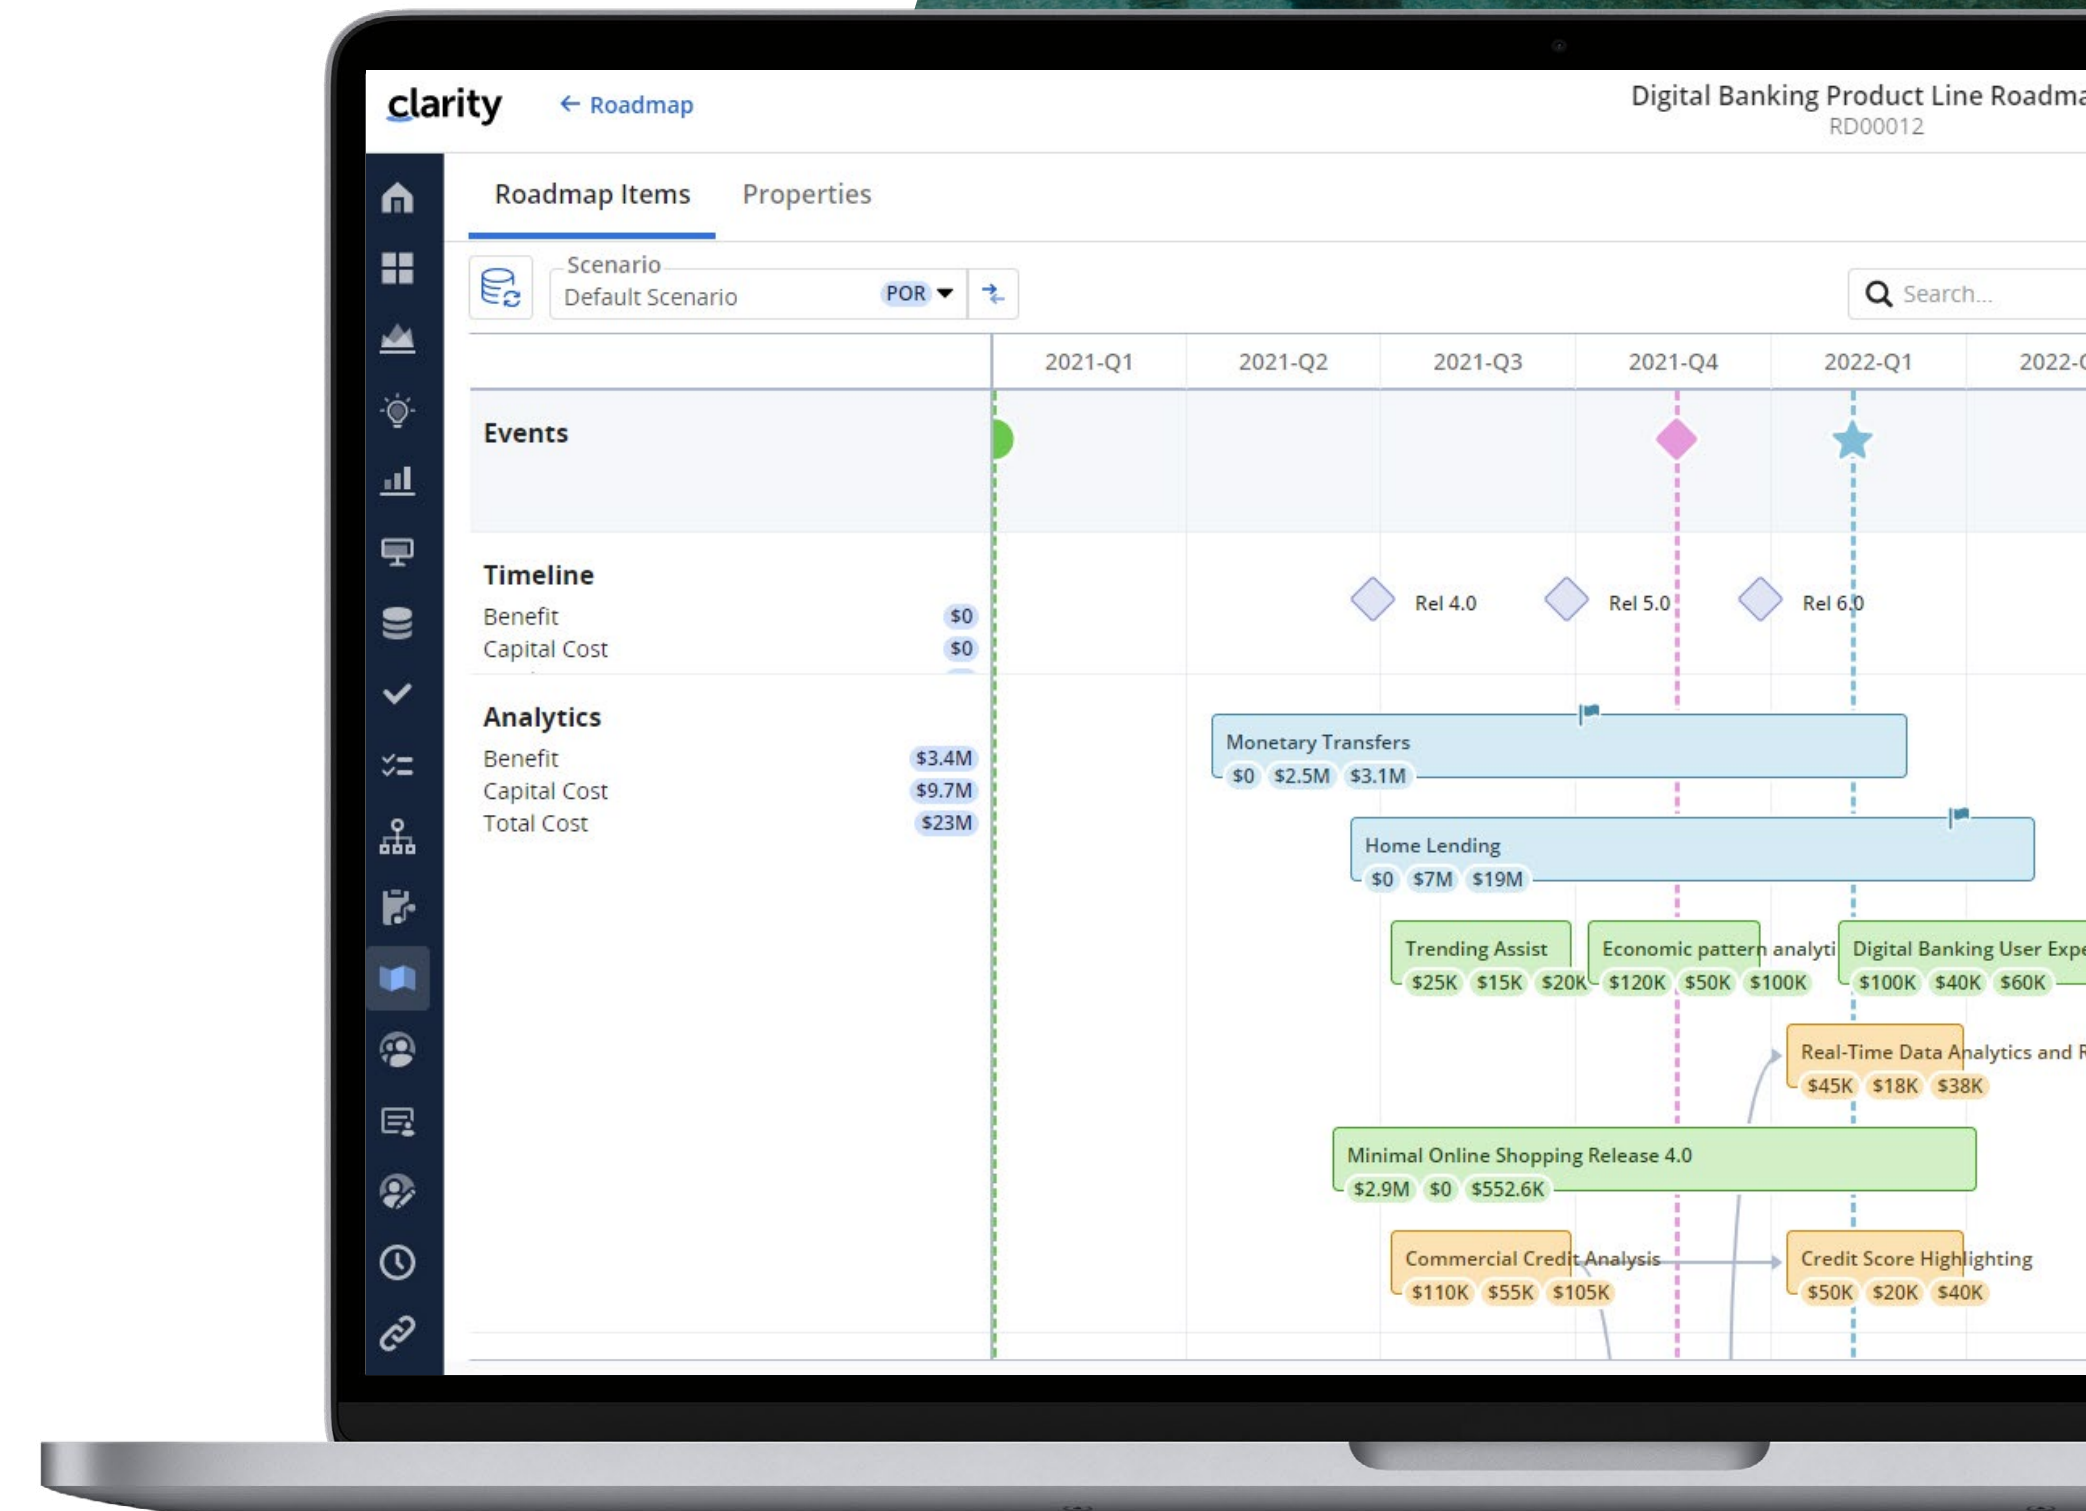 clarity
← Roadmap
Digital Banking Product Line Roadma
RD00012
Roadmap Items
Properties
Scenario
Default Scenario
POR
Search...
2021-Q1
2021-Q2
2021-Q3
2021-Q4
2022-Q1
2022-Q
Events
Timeline
Benefit $0
Capital Cost $0
Rel 4.0
Rel 5.0
Rel 6.0
Analytics
Benefit $3.4M
Capital Cost $9.7M
Total Cost $23M
Monetary Transfers
$0 $2.5M $3.1M
Home Lending
$0 $7M $19M
Trending Assist
$25K $15K $20K
Economic pattern analyti
$120K $50K $100K
Digital Banking User Expe
$100K $40K $60K
Real-Time Data Analytics and R
$45K $18K $38K
Minimal Online Shopping Release 4.0
$2.9M $0 $552.6K
Commercial Credit Analysis
$110K $55K $105K
Credit Score Highlighting
$50K $20K $40K